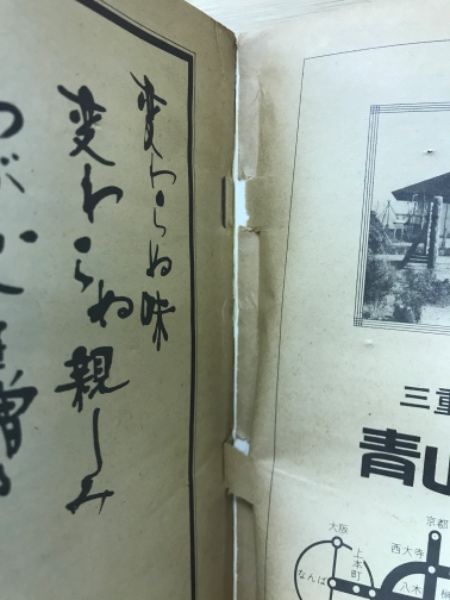 変わらぬ味
変わらぬ親しみ
三重
青山
京都
大阪
西大寺
上本町
なんば
八木